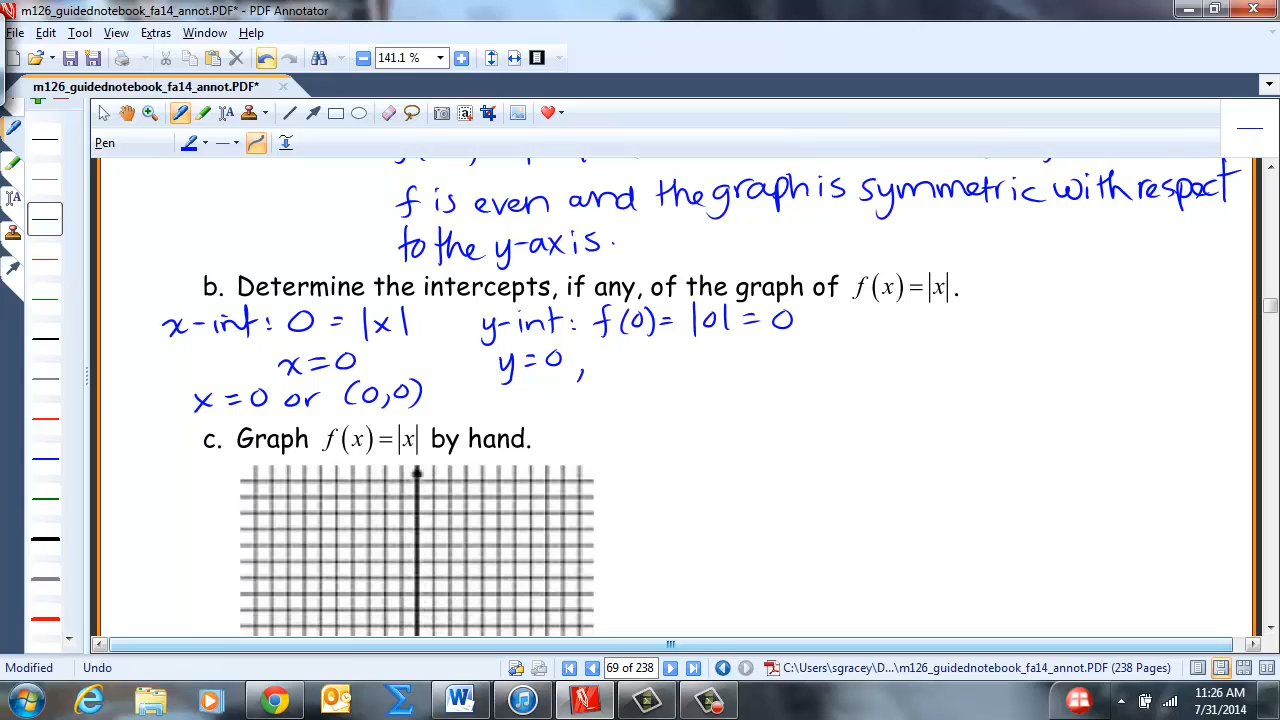 m126_guidednotebook_fa14_annot.PDF* - PDF Annotator
File Edit Tool View Extras Window Help
141.1 %
m126_guidednotebook_fa14_annot.PDF*
Pen
f is even and the graph is symmetric with respect
to the y-axis.
b. Determine the intercepts, if any, of the graph of f(x)=|x|.
x-int: 0 = |x| y-int: f(0)= |0| = 0
x=0 y=0 ,
x=0 or (0,0)
c. Graph f(x)=|x| by hand.
69 of 238
Modified Undo C:\Users\sgracey\D...\m126_guidednotebook_fa14_annot.PDF (238 Pages)
11:26 AM
7/31/2014